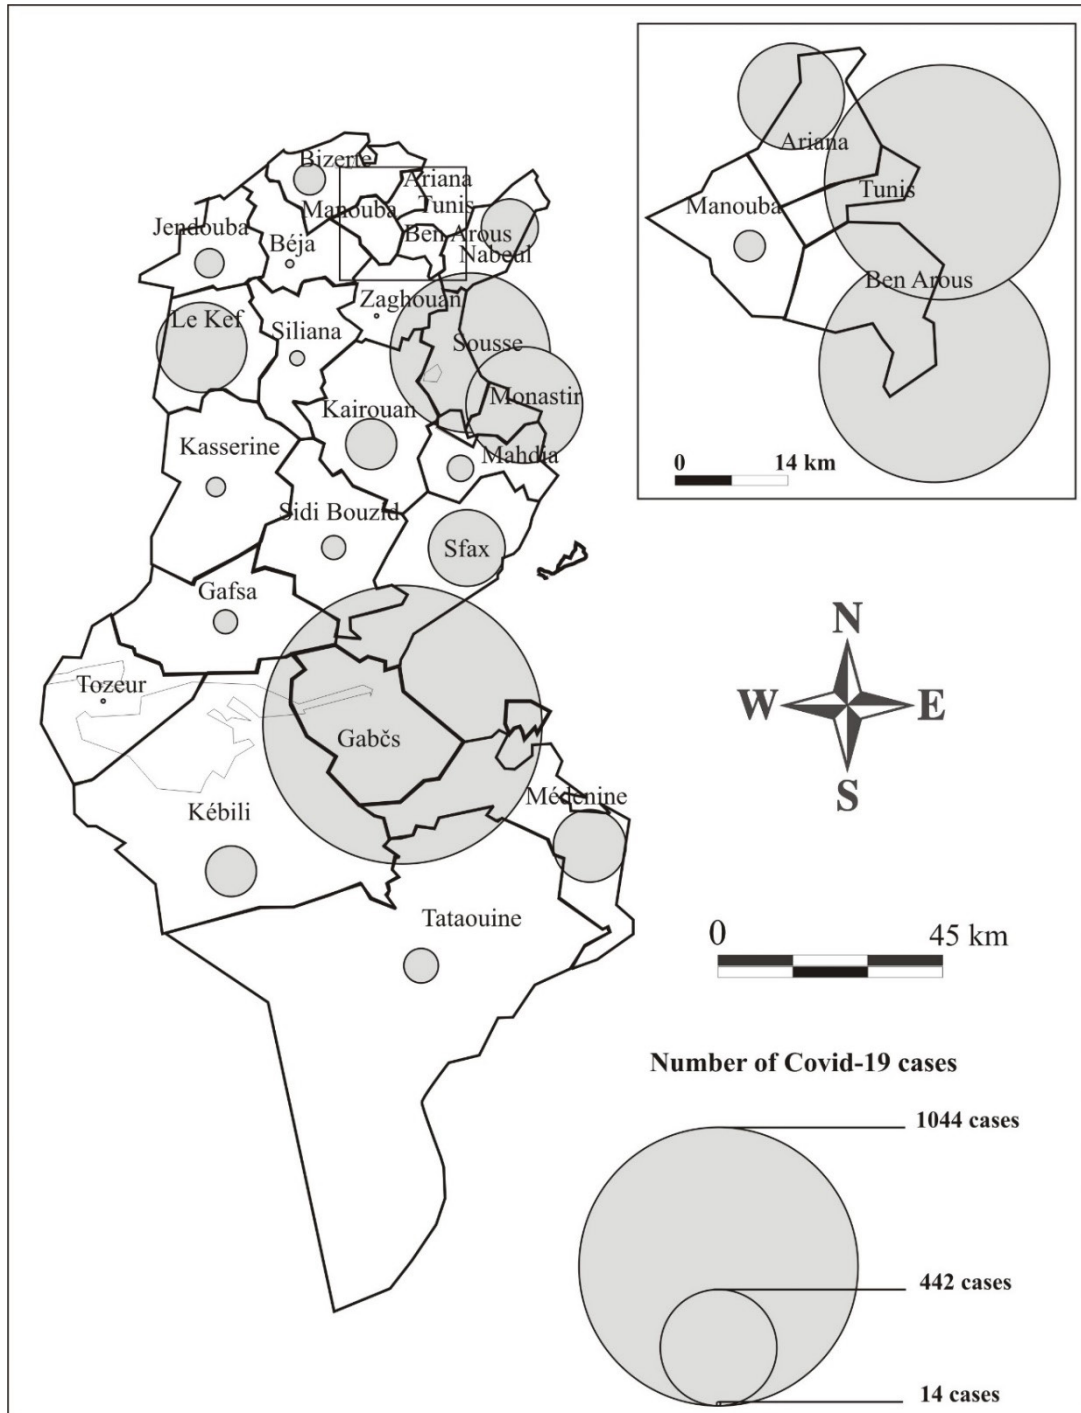 Bizerte
Ariana
Tunis
Manouba
Ben Arous
Jendouba
Béja
Nabeul
Zaghouan
Le Kef
Siliana
Sousse
Monastir
Kairouan
Kasserine
Mahdia
Sidi Bouzid
Sfax
Gafsa
Tozeur
Gabčs
Kébili
Médenine
Tataouine
Ariana
Manouba
Tunis
Ben Arous
0 14 km
N
W E
S
0 45 km
Number of Covid-19 cases
1044 cases
442 cases
14 cases